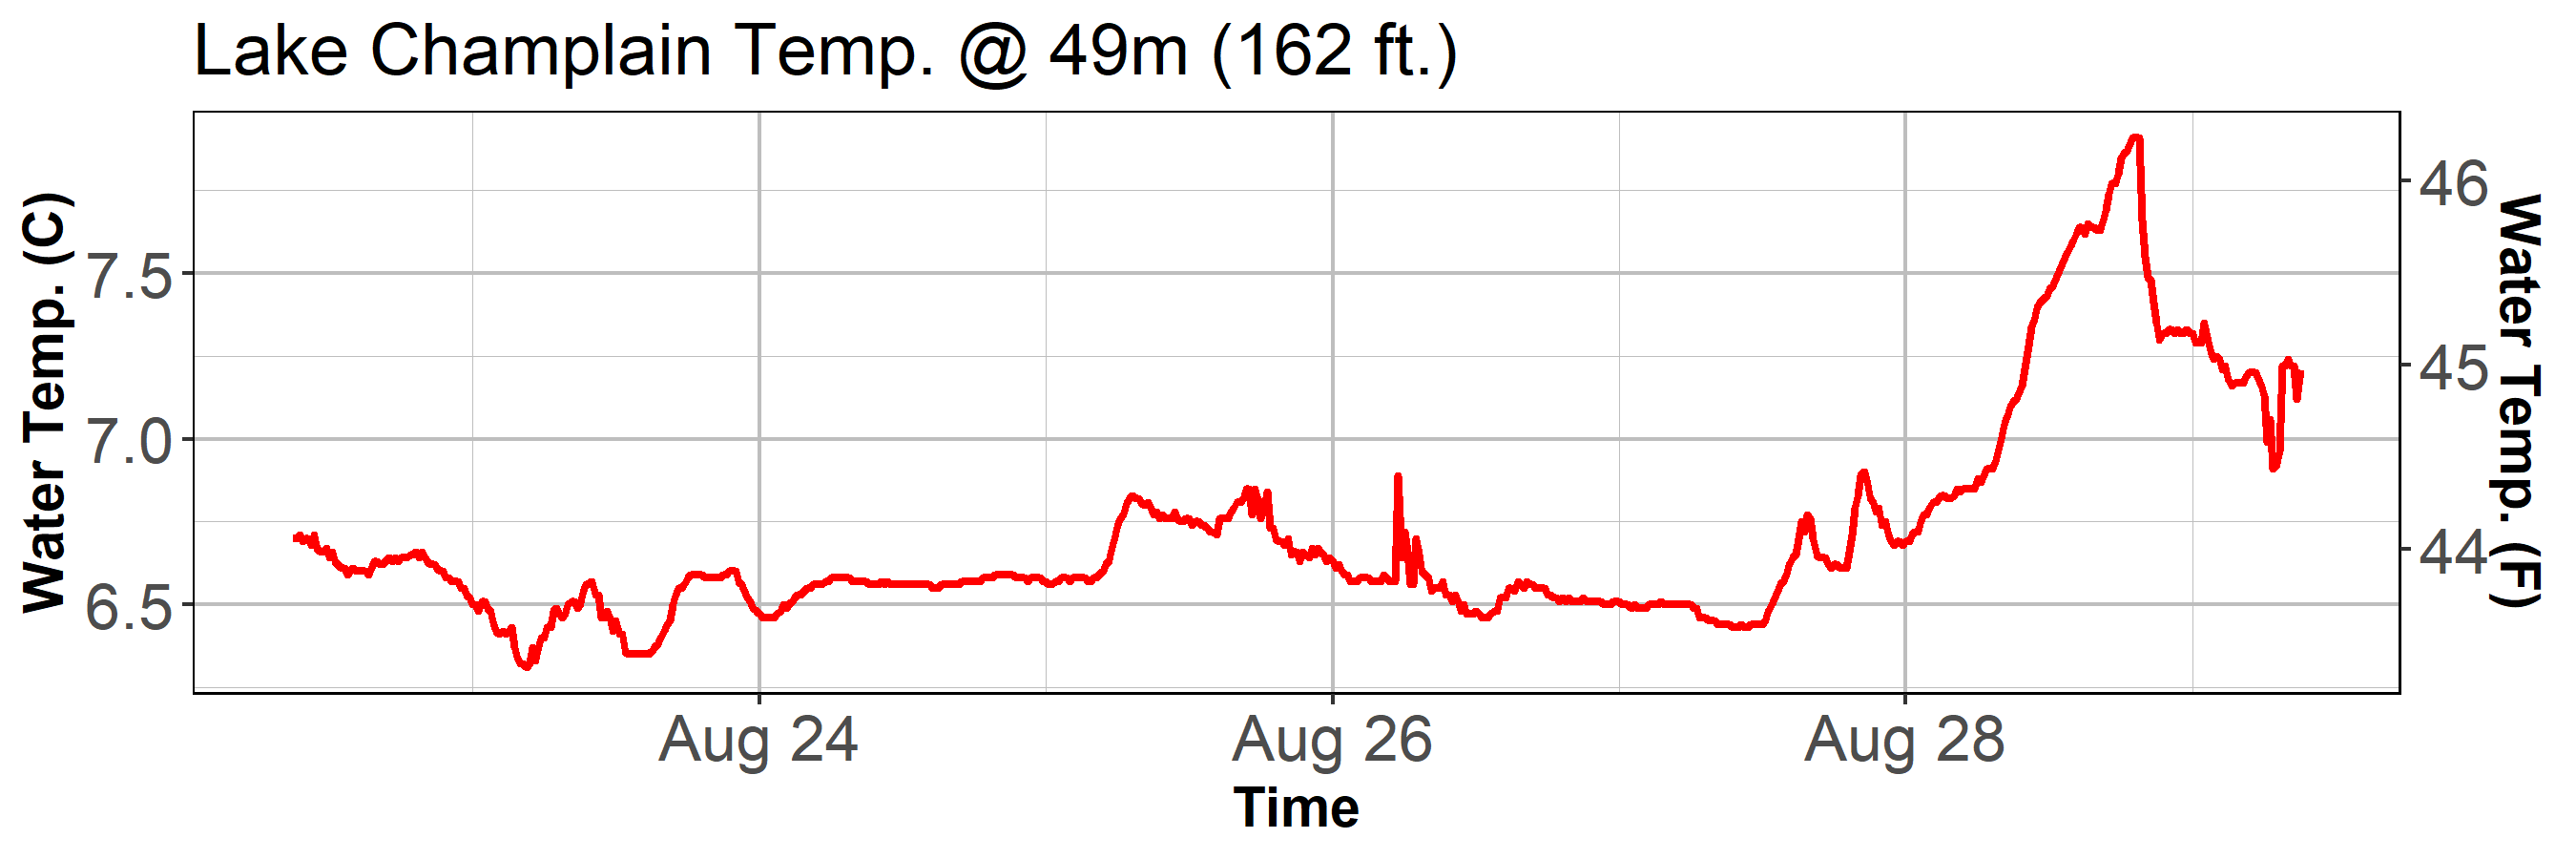 Lake Champlain Temp. @ 49m (162 ft.)
Water Temp. (C)
7.5
7.0
6.5
46
45
44
Water Temp. (F)
Aug 24
Aug 26
Aug 28
Time